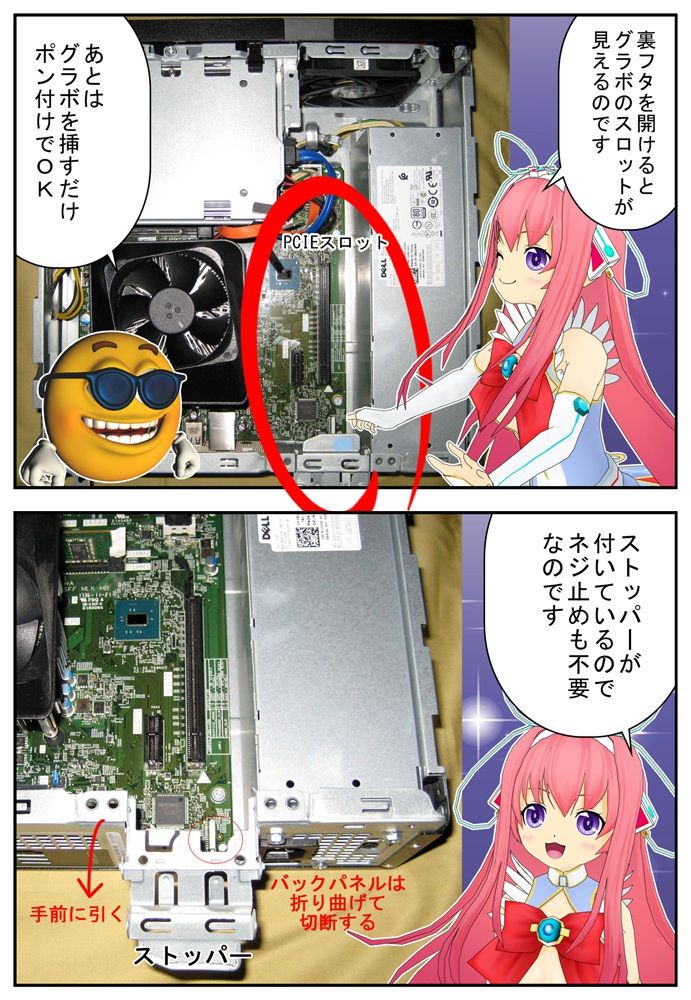 裏フタを開けると
グラボのスロットが
見えるのです
あとは
グラボを挿すだけ
ポン付けでOK
PCIEスロット
DELL
ストッパーが
付いているので
ネジ止めも不要
なのです
DELL
手前に引く
バックパネルは
折り曲げて
切断する
ストッパー